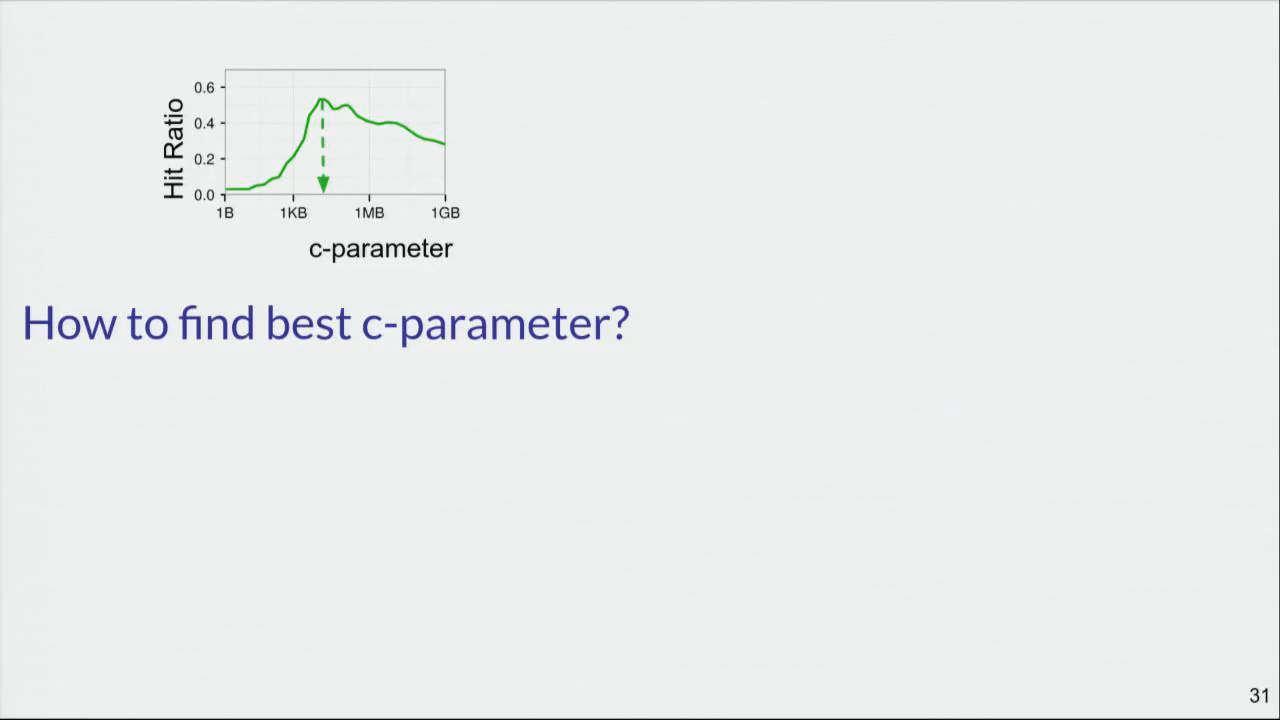 Hit Ratio
0.6
0.4
0.2
0.0
1B 1KB 1MB 1GB
c-parameter
How to find best c-parameter?
31